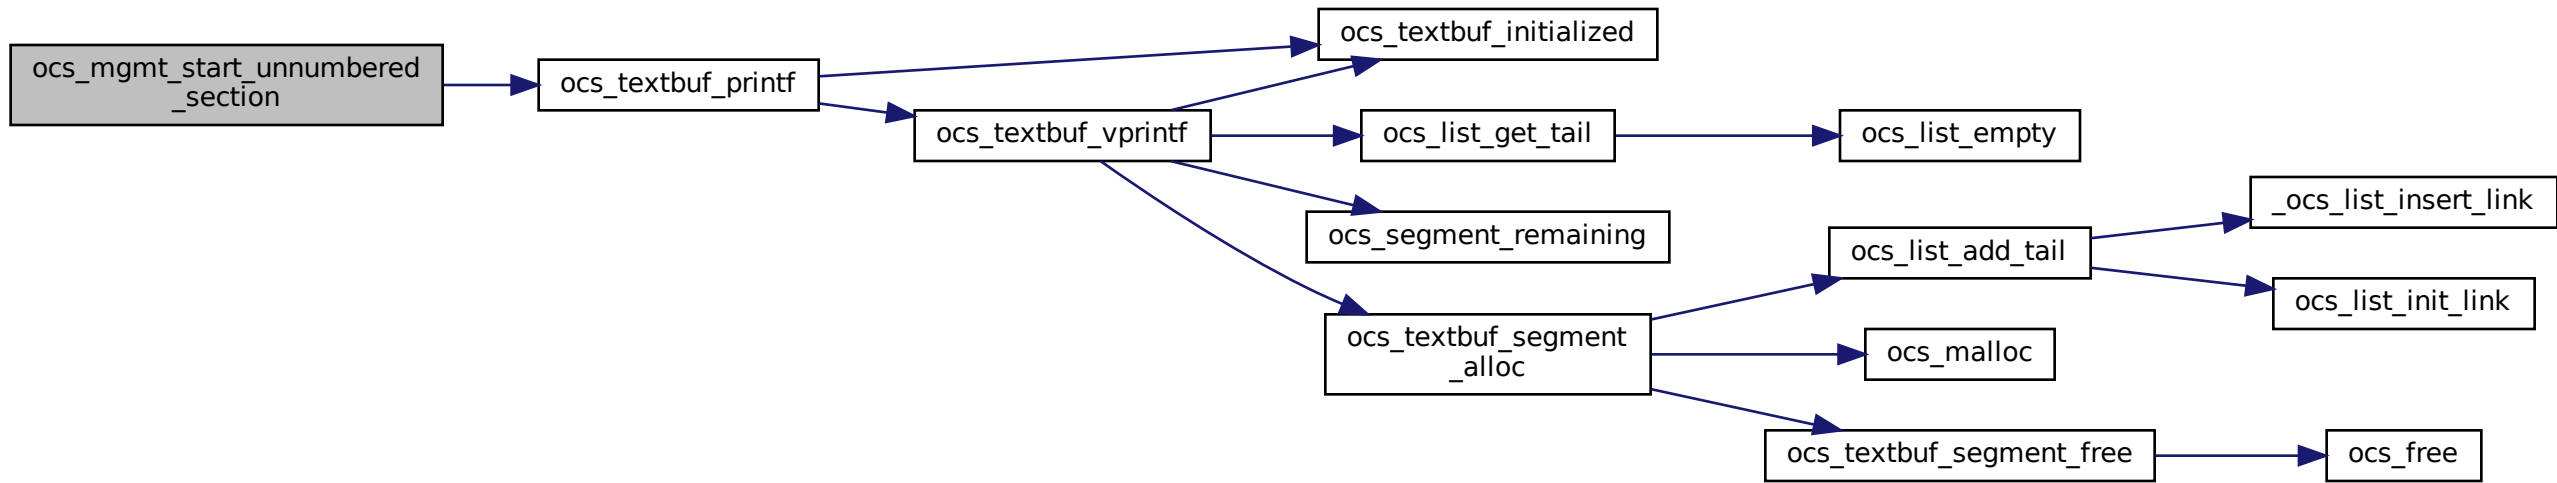 ocs_mgmt_start_unnumbered
_section
ocs_textbuf_printf
ocs_textbuf_initialized
ocs_textbuf_vprintf
ocs_list_get_tail
ocs_list_empty
ocs_segment_remaining
ocs_textbuf_segment
_alloc
ocs_list_add_tail
_ocs_list_insert_link
ocs_list_init_link
ocs_malloc
ocs_textbuf_segment_free
ocs_free